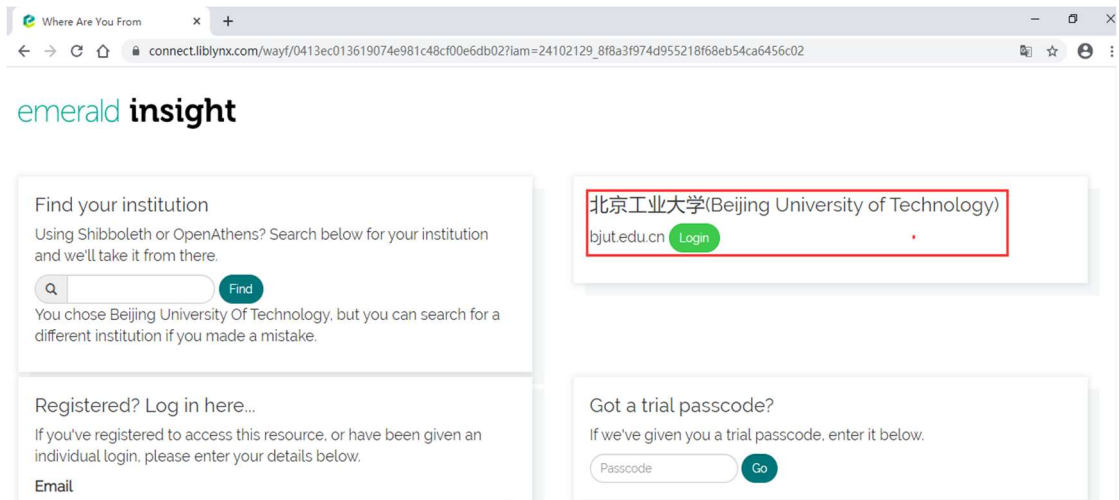 Where Are You From
connect.liblynx.com/wayf/0413ec013619074e981c48cf00e6db02?iam=24102129_8f8a3f974d955218f68eb54ca6456c02
emerald insight
Find your institution
Using Shibboleth or OpenAthens? Search below for your institution
and we'll take it from there.
Find
You chose Beijing University Of Technology, but you can search for a
different institution if you made a mistake.
北京工业大学(Beijing University of Technology)
bjut.edu.cn Login
Registered? Log in here...
If you've registered to access this resource, or have been given an
individual login, please enter your details below.
Email
Got a trial passcode?
If we've given you a trial passcode, enter it below.
Passcode Go